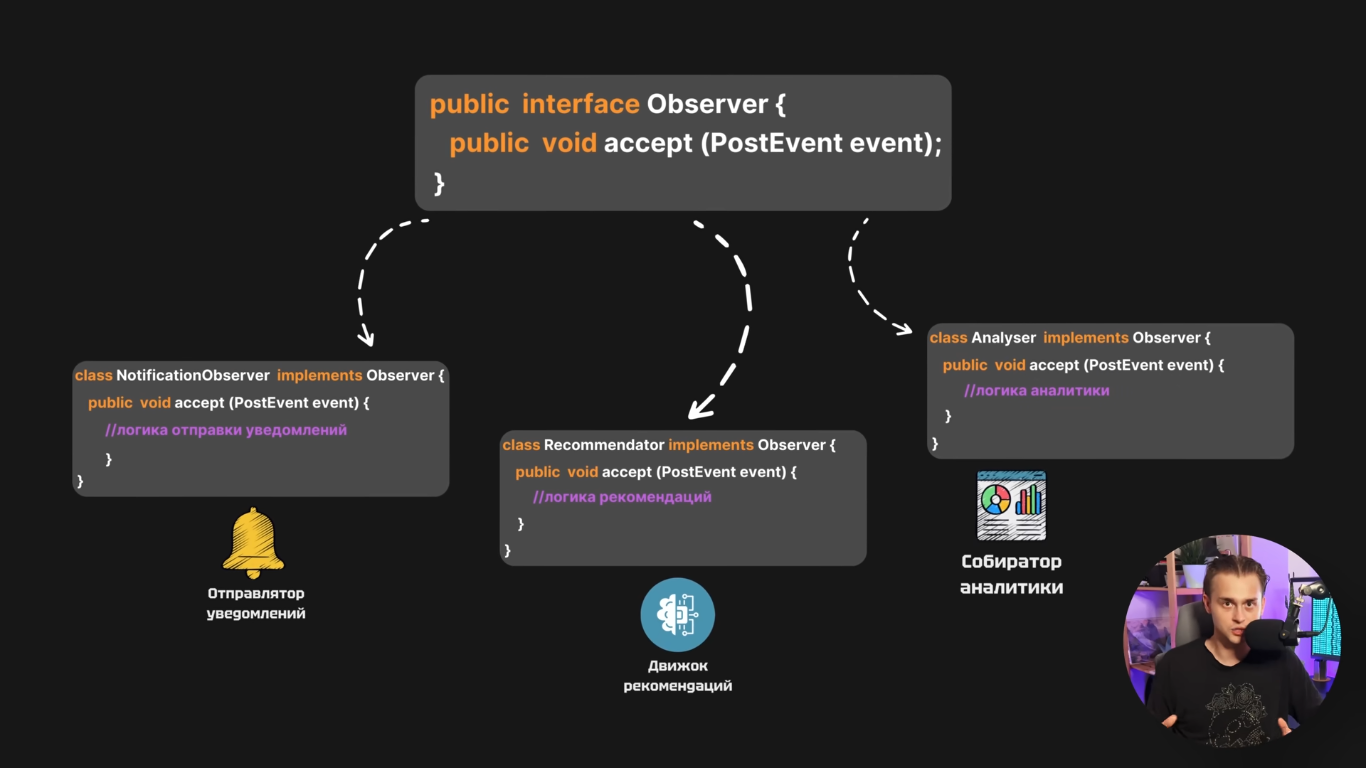 public interface Observer {
public void accept (PostEvent event);
}
class NotificationObserver implements Observer {
public void accept (PostEvent event) {
//логика отправки уведомлений
}
}
Отправлятор
уведомлений
class Recommendator implements Observer {
public void accept (PostEvent event) {
//логика рекомендаций
}
}
Движок
рекомендаций
class Analyser implements Observer {
public void accept (PostEvent event) {
//логика аналитики
}
}
Собиратор
аналитики